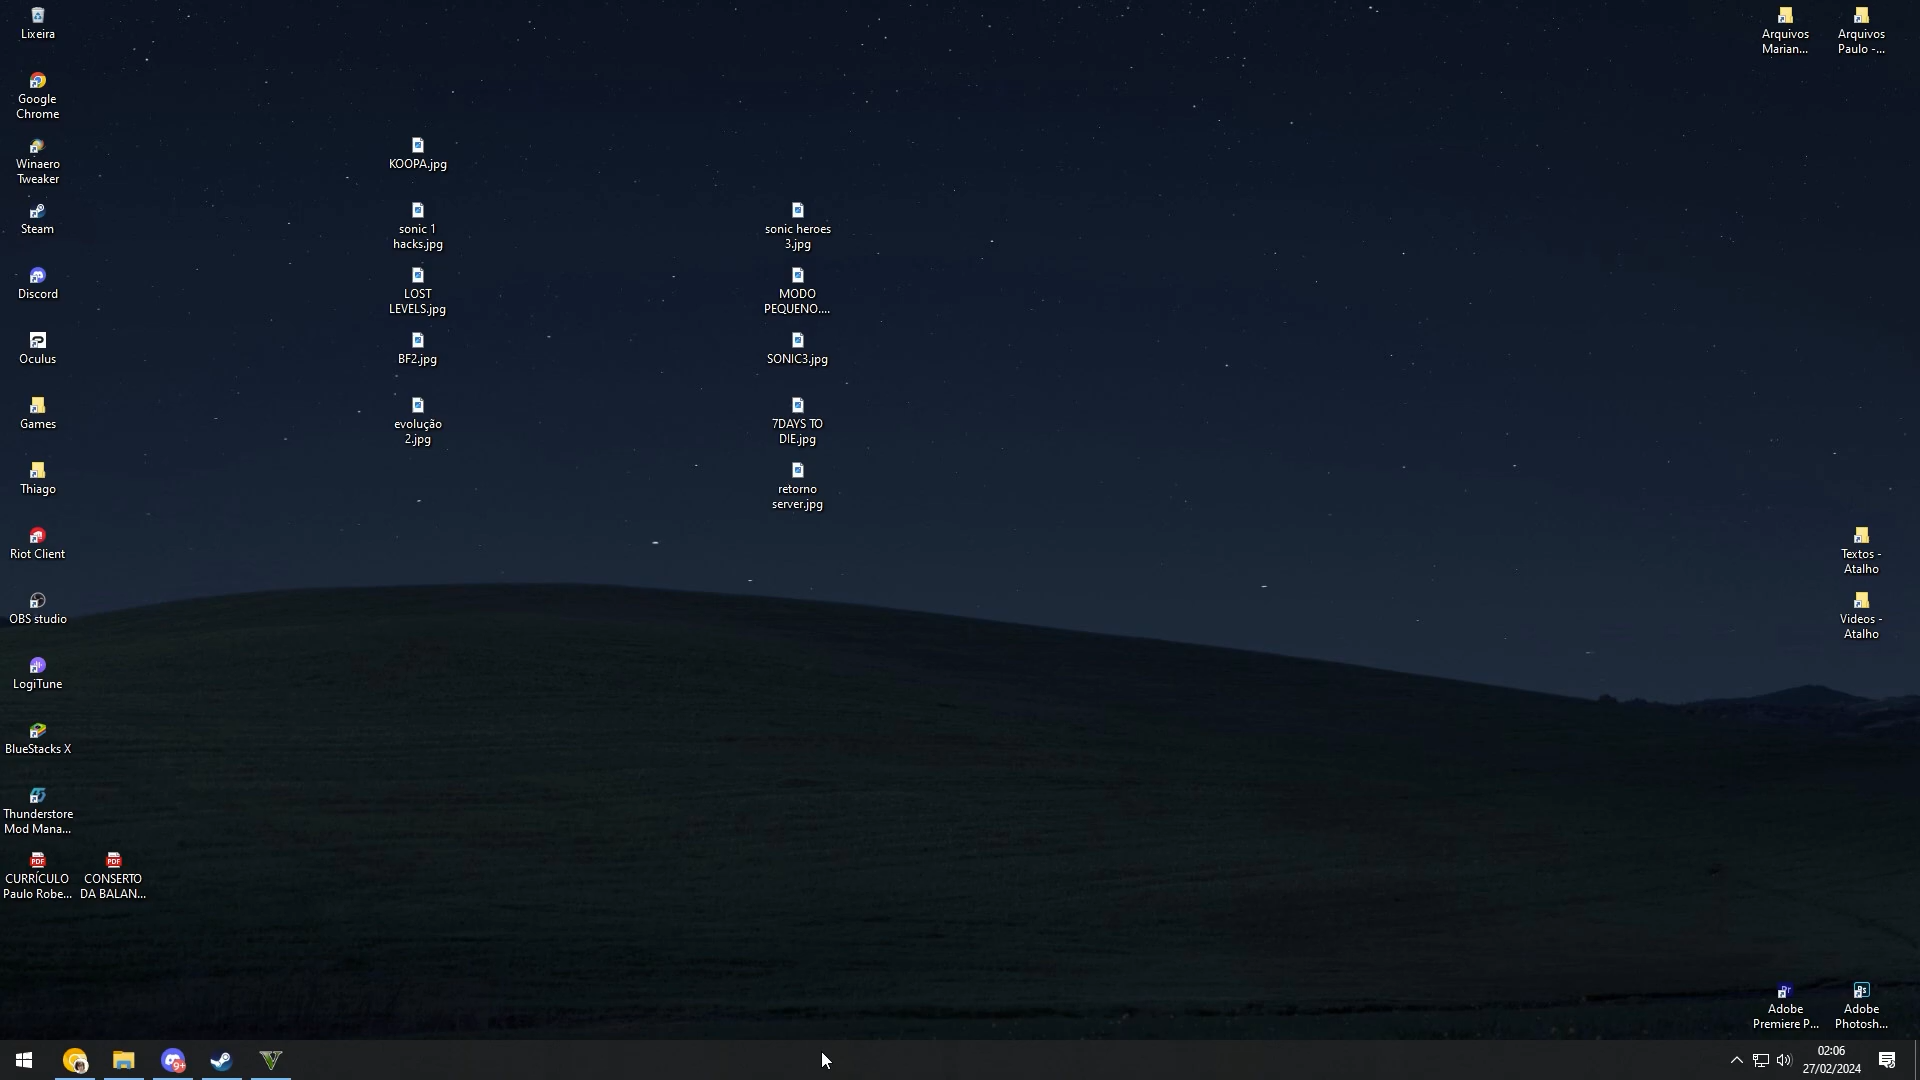 Lixeira
Google
Chrome
Winaero
Tweaker
Steam
Discord
Oculus
Games
Thiago
Riot Client
OBS studio
LogiTune
BlueStacks X
Thunderstore
Mod Mana...
CURRÍCULO
Paulo Robe...
CONSERTO
DA BALAN...
KOOPA.jpg
sonic 1
hacks.jpg
LOST
LEVELS.jpg
BF2.jpg
evolução
2.jpg
sonic heroes
3.jpg
MODO
PEQUENO....
SONIC3.jpg
7DAYS TO
DIE.jpg
retorno
server.jpg
Arquivos
Marian...
Arquivos
Paulo -...
Textos -
Atalho
Videos -
Atalho
Adobe
Premiere P...
Adobe
Photosh...
9+
02:06
27/02/2024